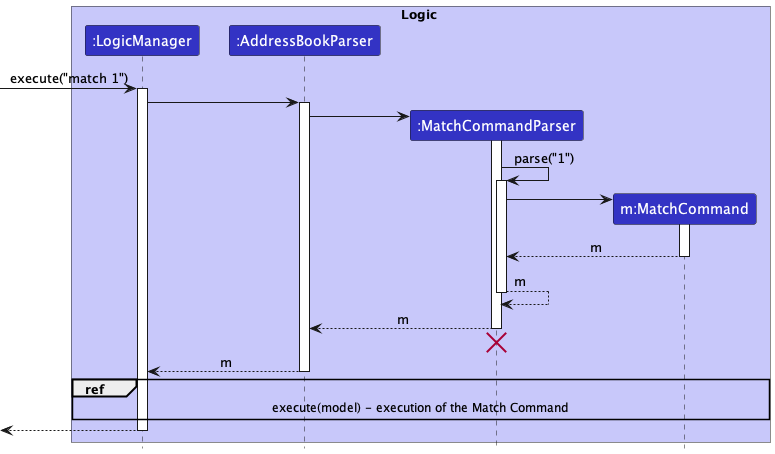 Logic
:LogicManager
:AddressBookParser
execute("match 1")
:MatchCommandParser
parse("1")
m:MatchCommand
m
m
m
m
ref
execute(model) – execution of the Match Command